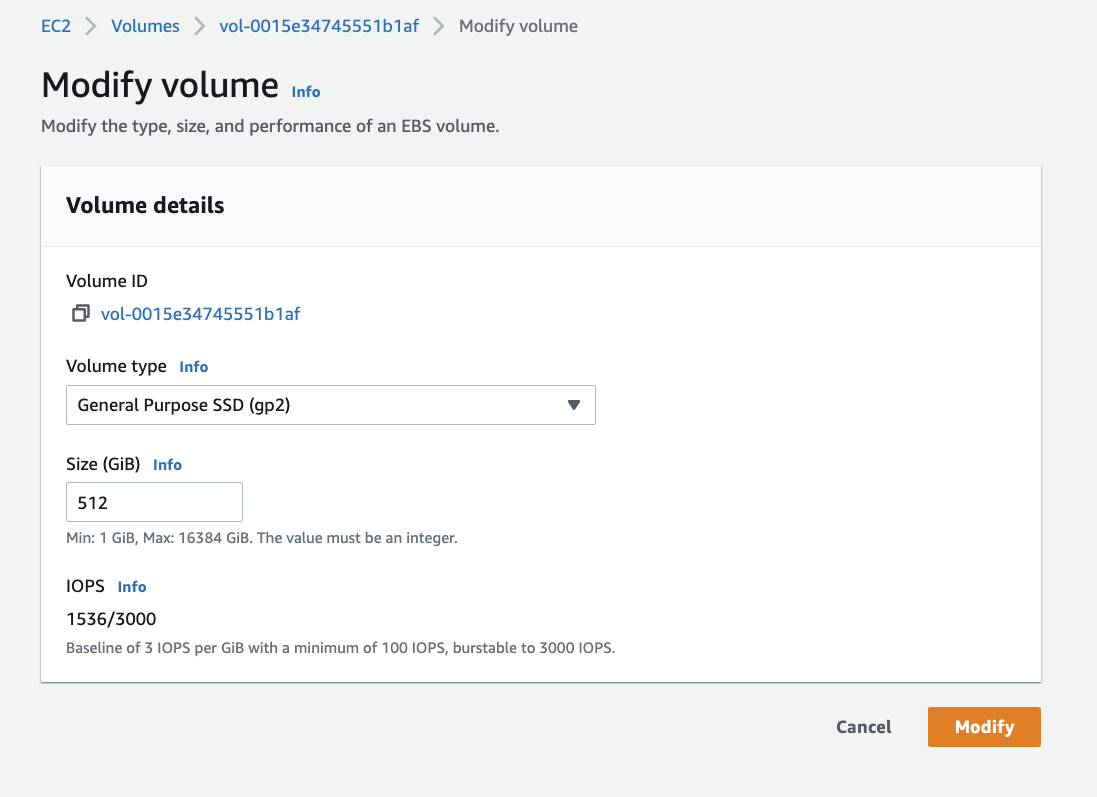 EC2 > Volumes > vol-0015e34745551b1af > Modify volume
Modify volume Info
Modify the type, size, and performance of an EBS volume.
Volume details
Volume ID
vol-0015e34745551b1af
Volume type Info
General Purpose SSD (gp2)
Size (GiB) Info
512
Min: 1 GiB, Max: 16384 GiB. The value must be an integer.
IOPS Info
1536/3000
Baseline of 3 IOPS per GiB with a minimum of 100 IOPS, burstable to 3000 IOPS.
Cancel Modify